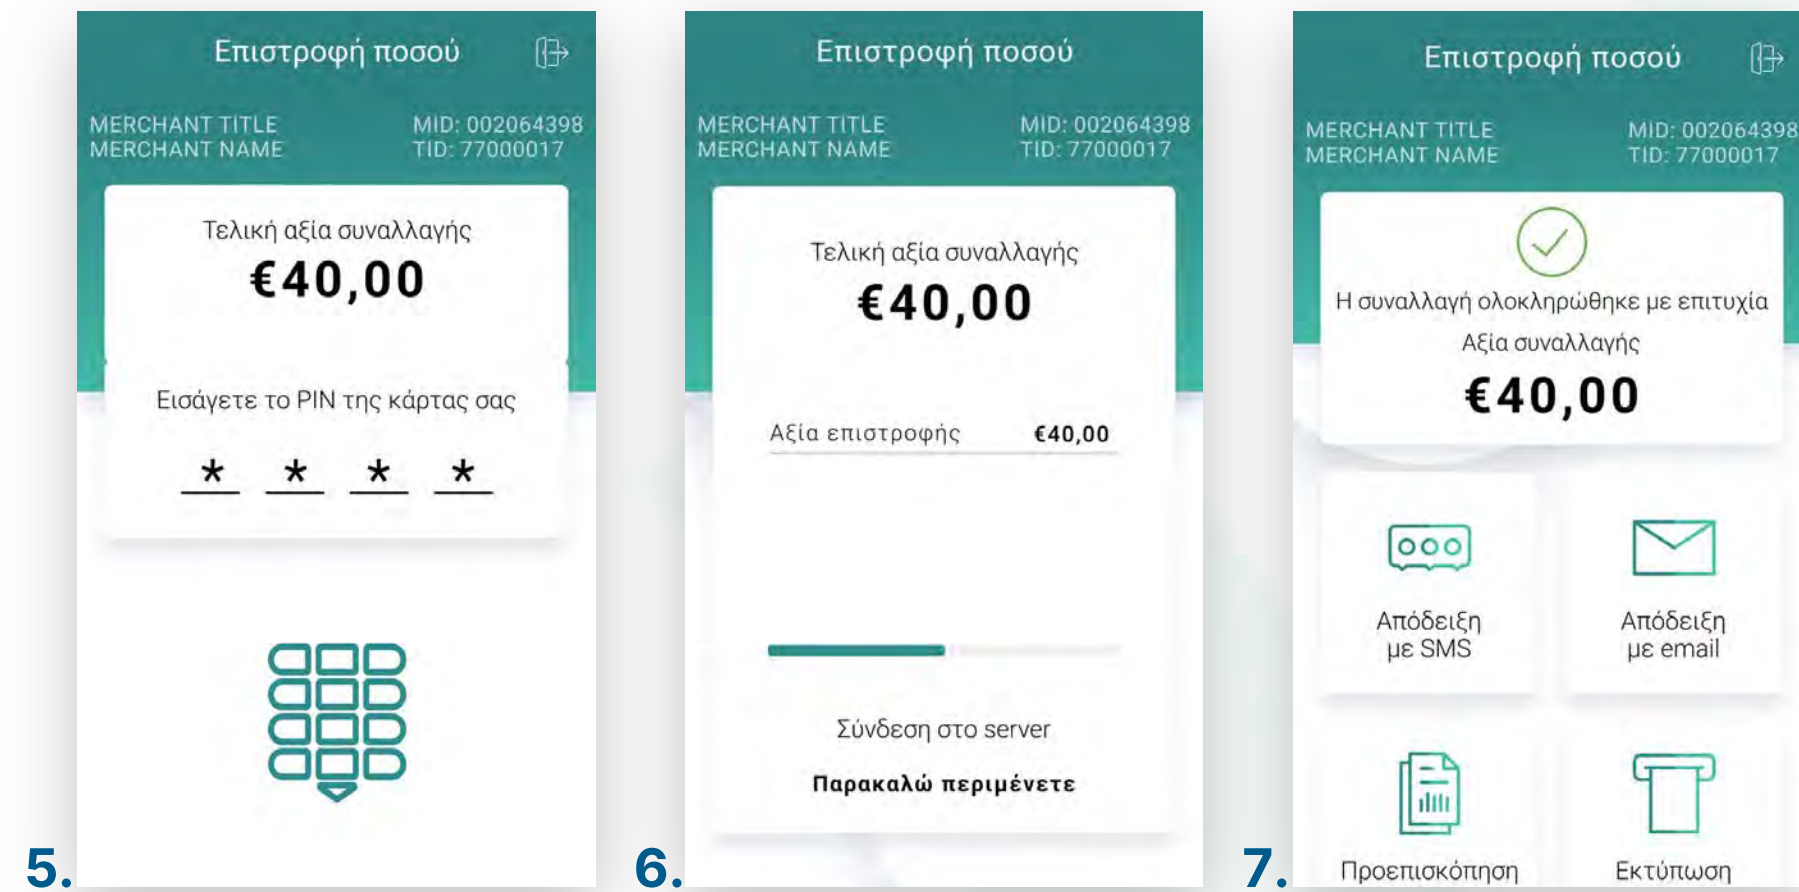 Επιστροφή ποσού
MERCHANT TITLE MID: 002064398
MERCHANT NAME TID: 77000017
Τελική αξία συναλλαγής
€40,00
Εισάγετε το PIN της κάρτας σας
* * * *
5.
Επιστροφή ποσού
MERCHANT TITLE MID: 002064398
MERCHANT NAME TID: 77000017
Τελική αξία συναλλαγής
€40,00
Αξία επιστροφής €40,00
Σύνδεση στο server
Παρακαλώ περιμένετε
6.
Επιστροφή ποσού
MERCHANT TITLE MID: 002064398
MERCHANT NAME TID: 77000017
Η συναλλαγή ολοκληρώθηκε με επιτυχία
Αξία συναλλαγής
€40,00
Απόδειξη
με SMS
Απόδειξη
με email
Προεπισκόπηση
Εκτύπωση
7.